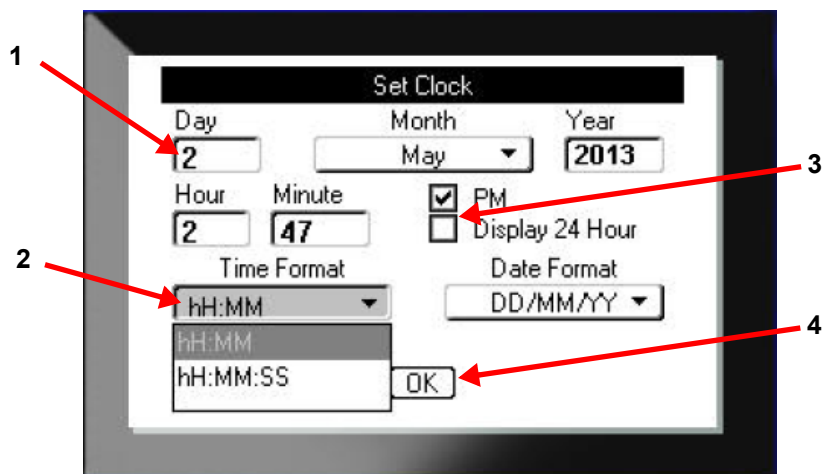 1
Set Clock
Day Month Year
2 May 2013
3
Hour Minute PM
2 47 Display 24 Hour
2
Time Format Date Format
hH:MM DD/MM/YY
4
hH:MM
hH:MM:SS OK